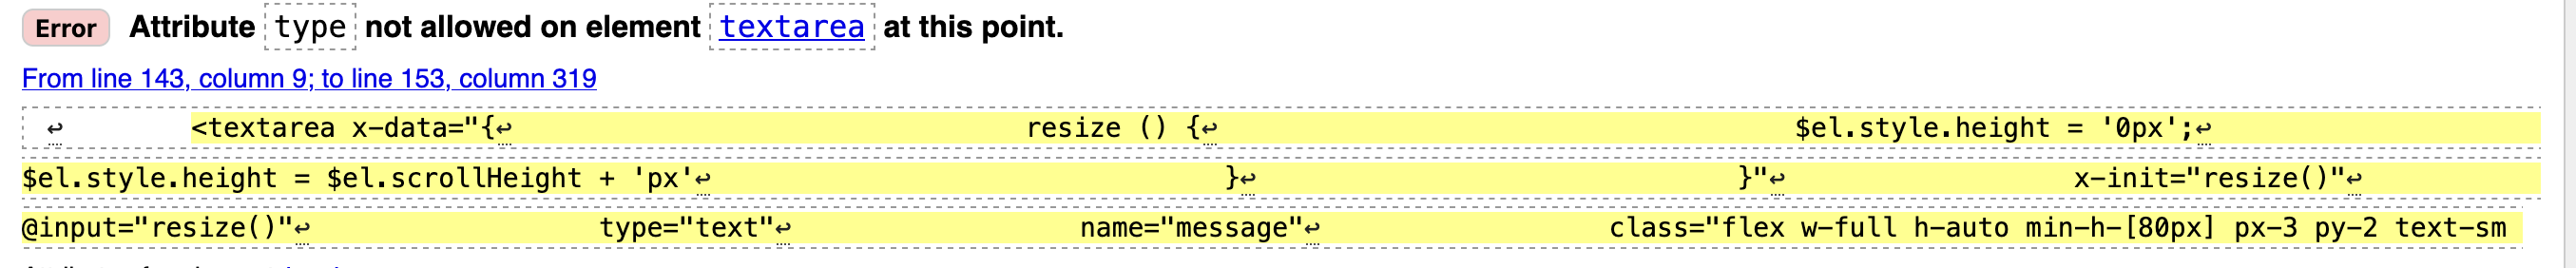 Error Attribute type not allowed on element textarea at this point.
From line 143, column 9; to line 153, column 319
↩ <textarea x-data="{↩ resize () {↩ $el.style.height = '0px';↩
$el.style.height = $el.scrollHeight + 'px'↩ }↩ }"↩ x-init="resize()"↩
@input="resize()"↩ type="text"↩ name="message"↩ class="flex w-full h-auto min-h-[80px] px-3 py-2 text-sm